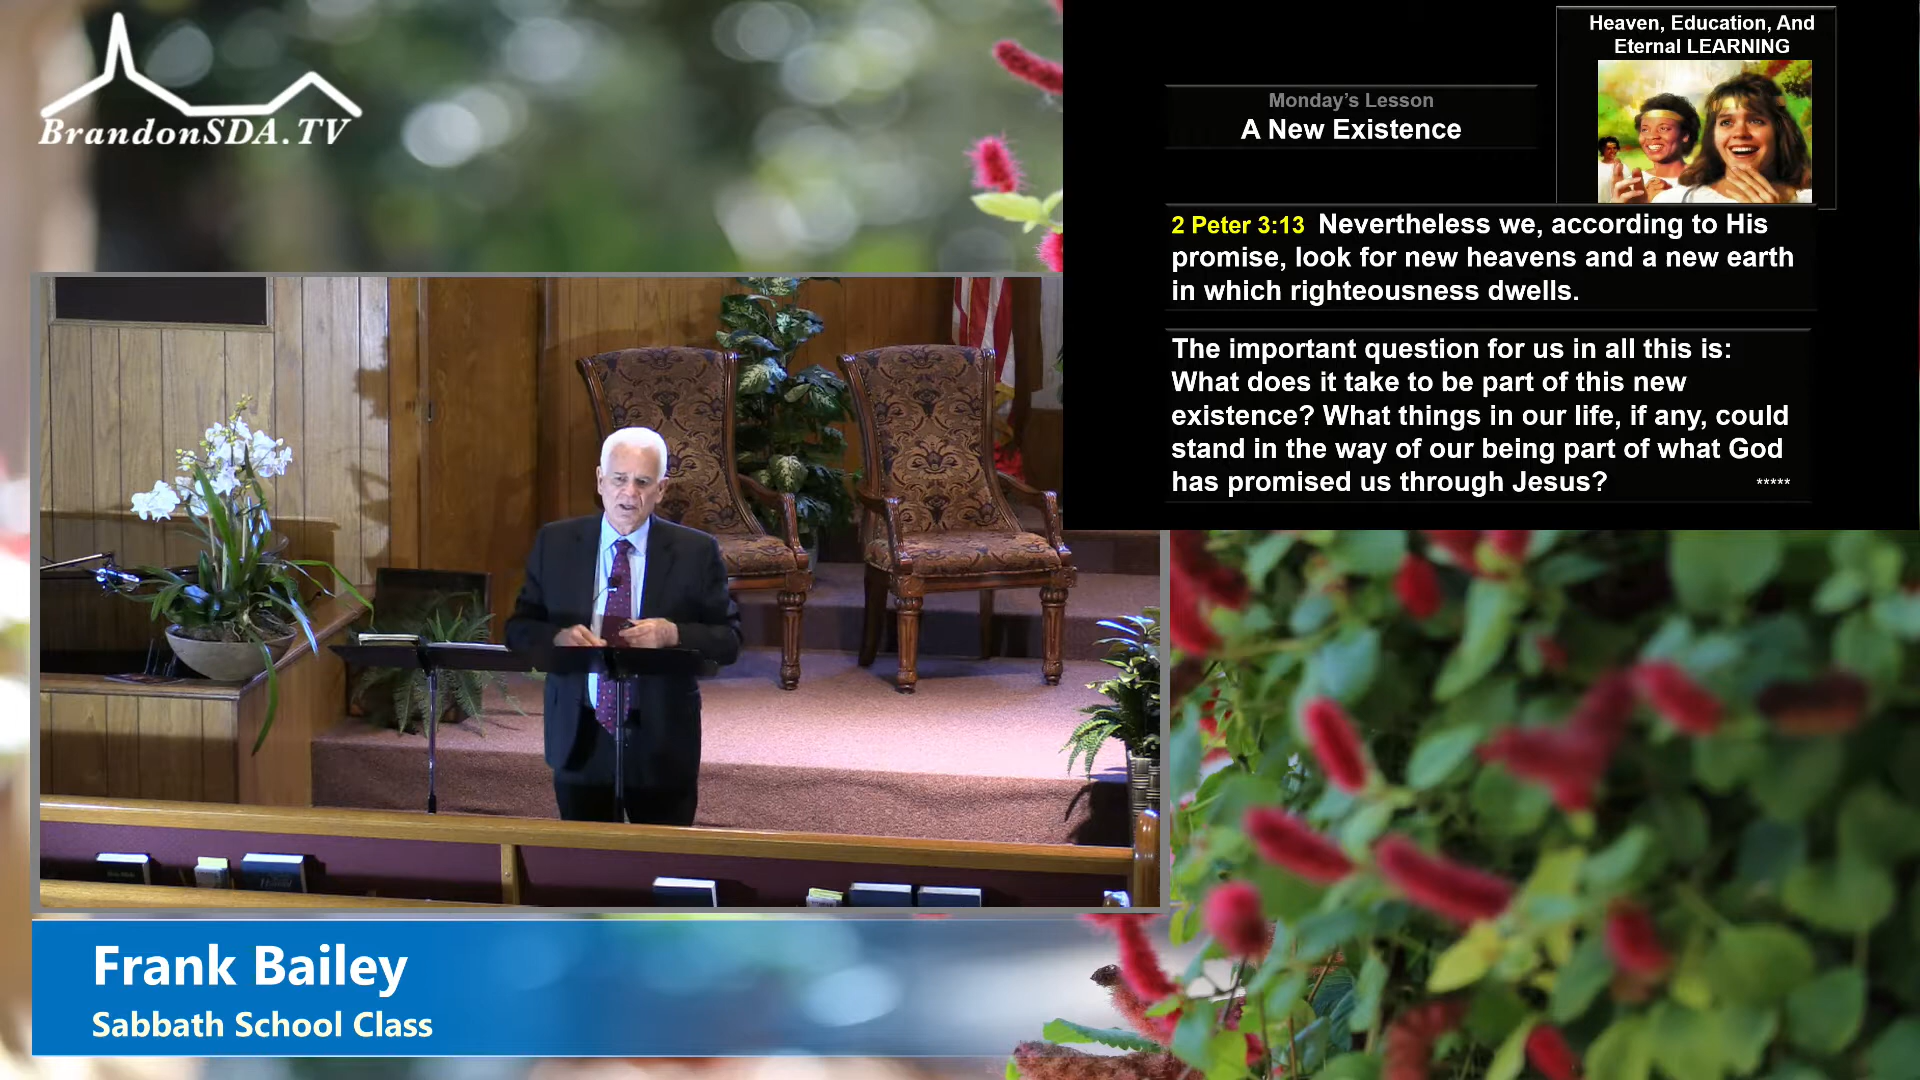 BrandonSDA.TV
Heaven, Education, And
Eternal LEARNING
Monday's Lesson
A New Existence
2 Peter 3:13 Nevertheless we, according to His
promise, look for new heavens and a new earth
in which righteousness dwells.
The important question for us in all this is:
What does it take to be part of this new
existence? What things in our life, if any, could
stand in the way of our being part of what God
has promised us through Jesus? *****
Frank Bailey
Sabbath School Class